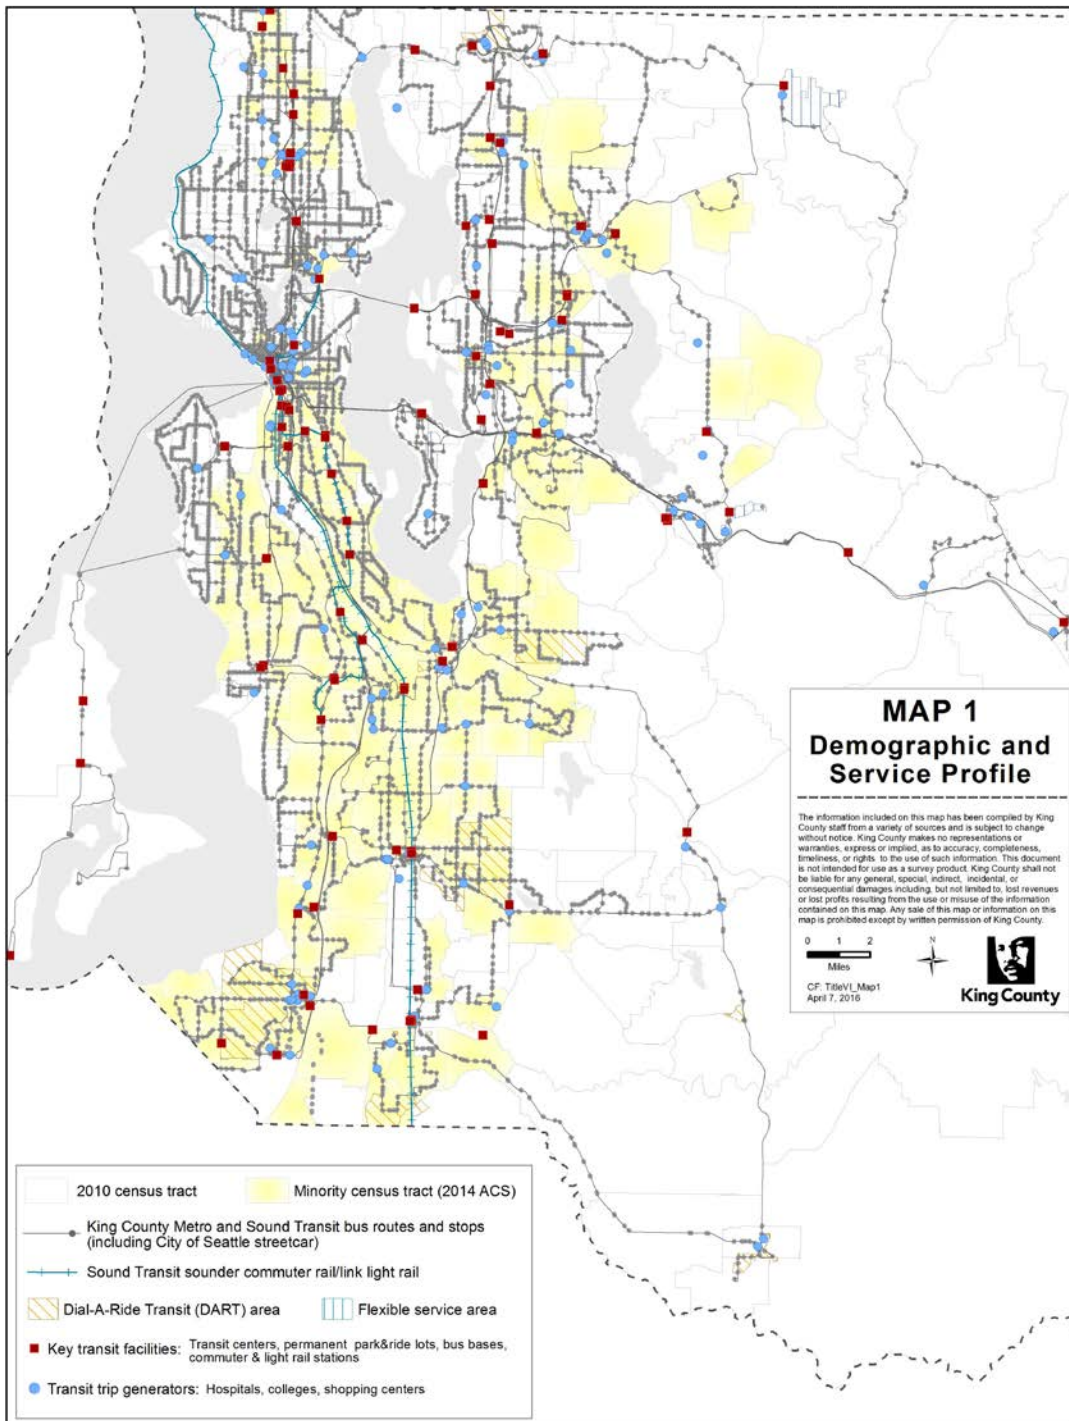 MAP 1
Demographic and
Service Profile
The information included on this map has been compiled by King
County staff from a variety of sources and is subject to change
without notice. King County makes no representations or
warranties, express or implied, as to accuracy, completeness,
timeliness, or rights to the use of such information. This document
is not intended for use as a survey product. King County shall not
be liable for any general, special, indirect, incidental, or
consequential damages including, but not limited to, lost revenues
or lost profits resulting from the use or misuse of the information
contained on this map. Any sale of this map or information on this
map is prohibited except by written permission of King County.
0 1 2
Miles
N
CF: TitleVI_Map1
April 7, 2016
King County
2010 census tract
Minority census tract (2014 ACS)
King County Metro and Sound Transit bus routes and stops
(including City of Seattle streetcar)
Sound Transit sounder commuter rail/link light rail
Dial-A-Ride Transit (DART) area
Flexible service area
Key transit facilities: Transit centers, permanent park&ride lots, bus bases,
commuter & light rail stations
Transit trip generators: Hospitals, colleges, shopping centers